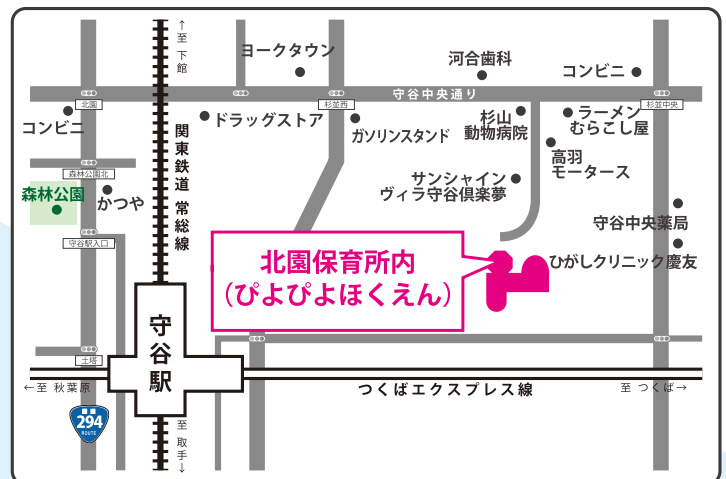 ←至 下館
ヨークタウン
河合歯科
コンビニ
守谷中央通り
北園
杉並西
杉並中央
コンビニ
ドラッグストア
ガソリンスタンド
杉山
動物病院
ラーメン
むらこし屋
高羽
モータース
関東鉄道 常総線
森林公園北
森林公園
かつや
サンシャイン
ヴィラ守谷倶楽夢
守谷中央薬局
守谷駅入口
北園保育所内
(ぴよぴよほくえん)
ひがしクリニック慶友
守谷駅
土塔
←至 秋葉原
つくばエクスプレス線
至 つくば→
294
ROUTE
至 取手→